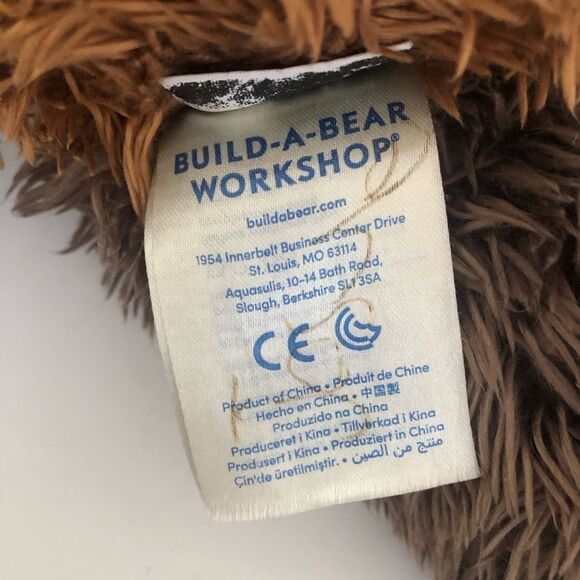 BUILD-A-BEAR
WORKSHOP®
buildabear.com
1954 Innerbelt Business Center Drive
St. Louis, MO 63114
Aquasulis, 10-14 Bath Road,
Slough, Berkshire SL1 3SA
CE
Product of China • Produit de Chine
Hecho en China • 中国製
Produzido na China
Produceret i Kina • Tillverkad i Kina
Produsert i Kina • Produziert in China
Çin'de üretilmiştir. • منتج من الصين